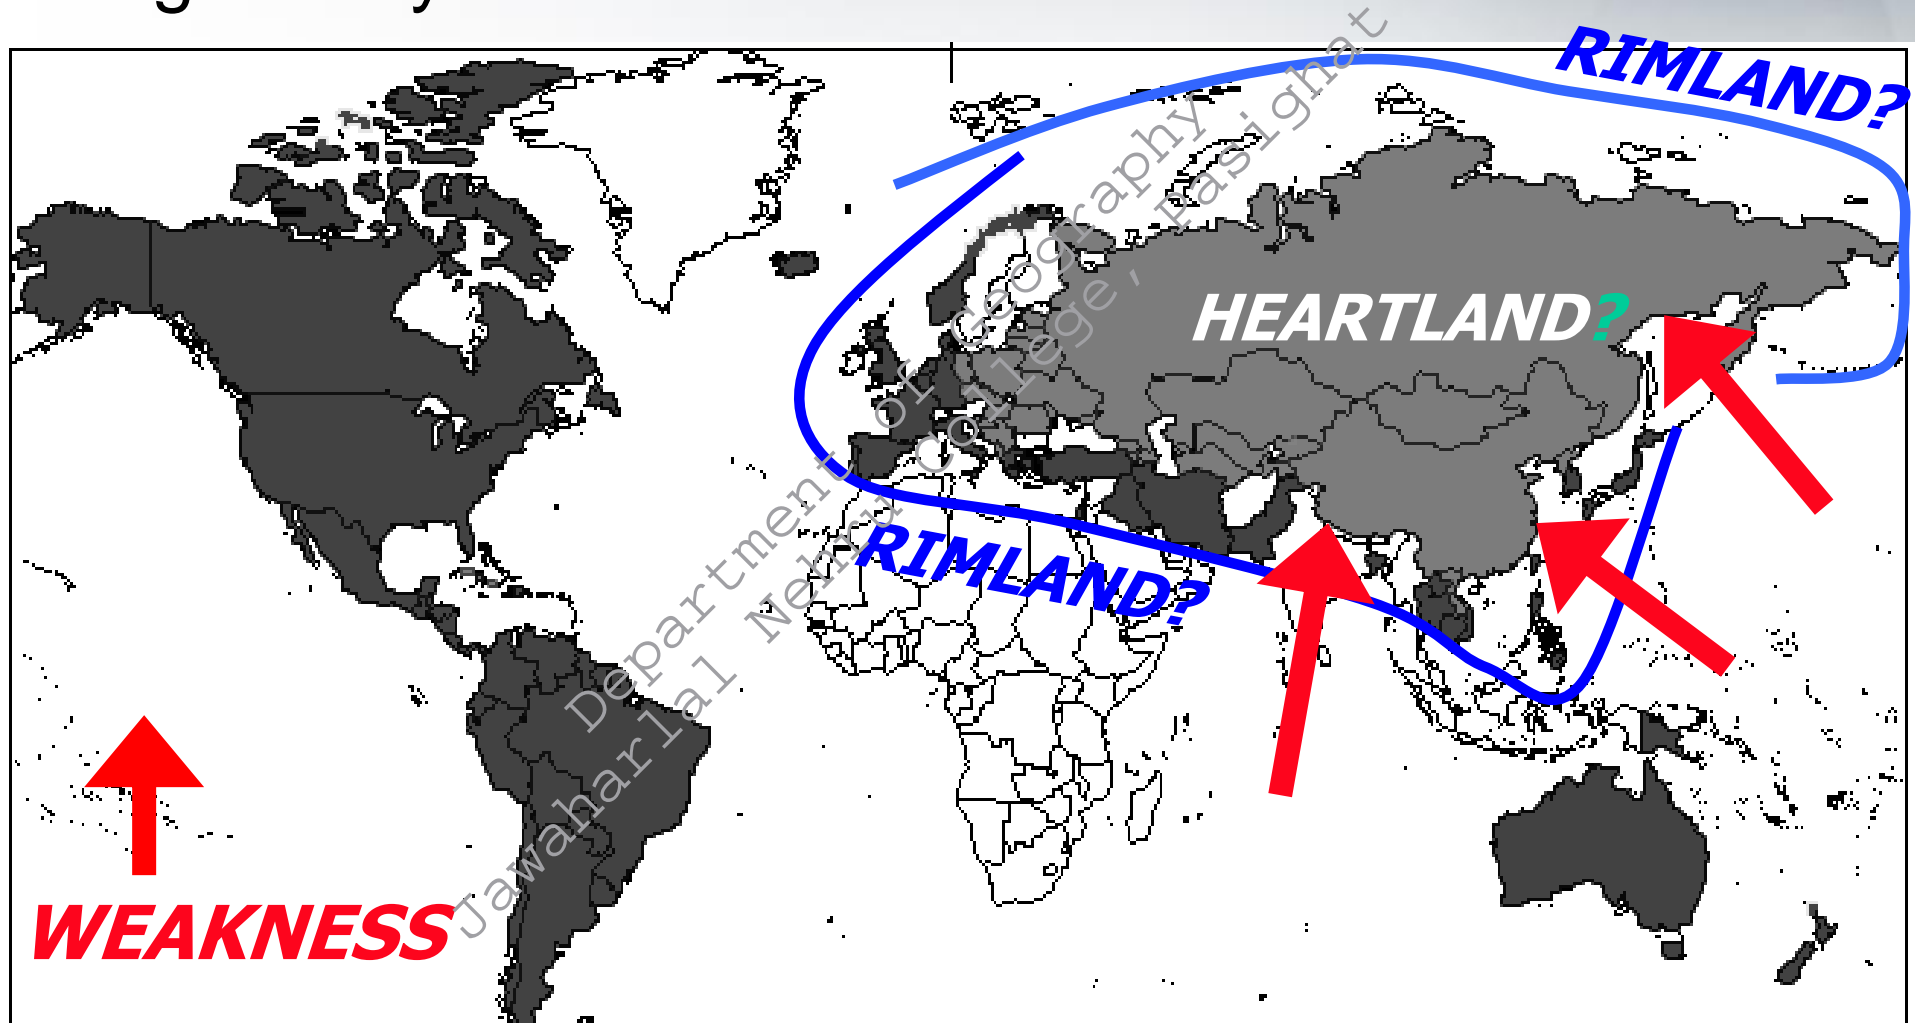 RIMLAND?
HEARTLAND?
RIMLAND?
WEAKNESS
Department of Geography
Jawaharlal Nehru College, Pasighat